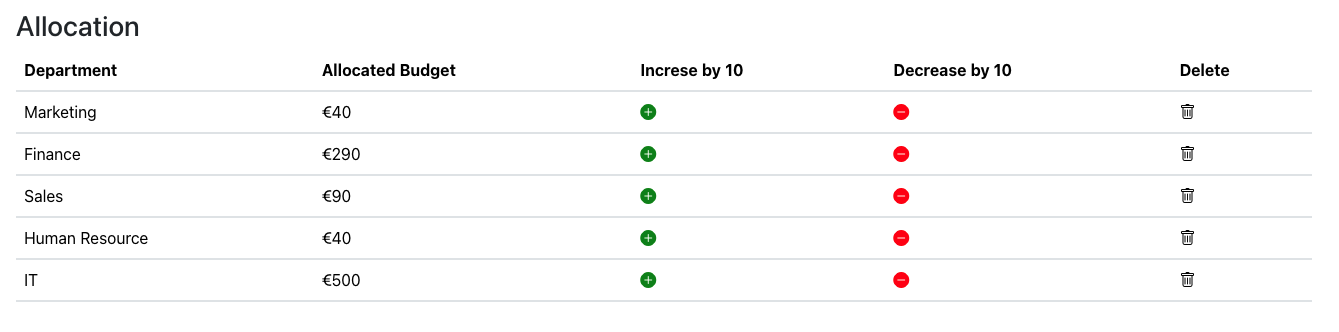 Allocation
Department Allocated Budget Increse by 10 Decrease by 10 Delete
Marketing €40
Finance €290
Sales €90
Human Resource €40
IT €500